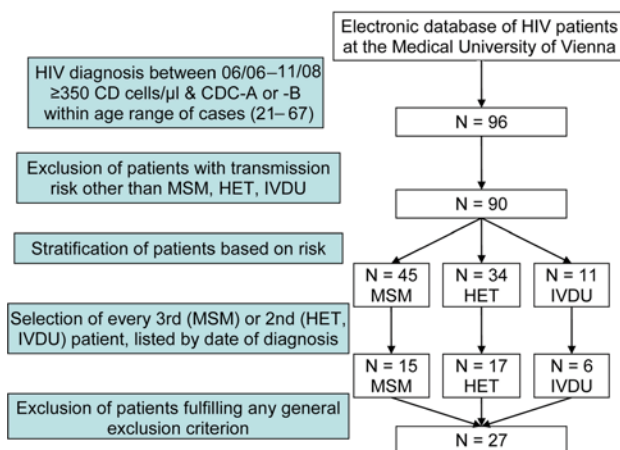 Electronic database of HIV patients
at the Medical University of Vienna
HIV diagnosis between 06/06–11/08
≥350 CD cells/µl & CDC-A or -B
within age range of cases (21–67)
N = 96
Exclusion of patients with transmission
risk other than MSM, HET, IVDU
N = 90
Stratification of patients based on risk
N = 45
MSM
N = 34
HET
N = 11
IVDU
Selection of every 3rd (MSM) or 2nd (HET,
IVDU) patient, listed by date of diagnosis
N = 15
MSM
N = 17
HET
N = 6
IVDU
Exclusion of patients fulfilling any general
exclusion criterion
N = 27